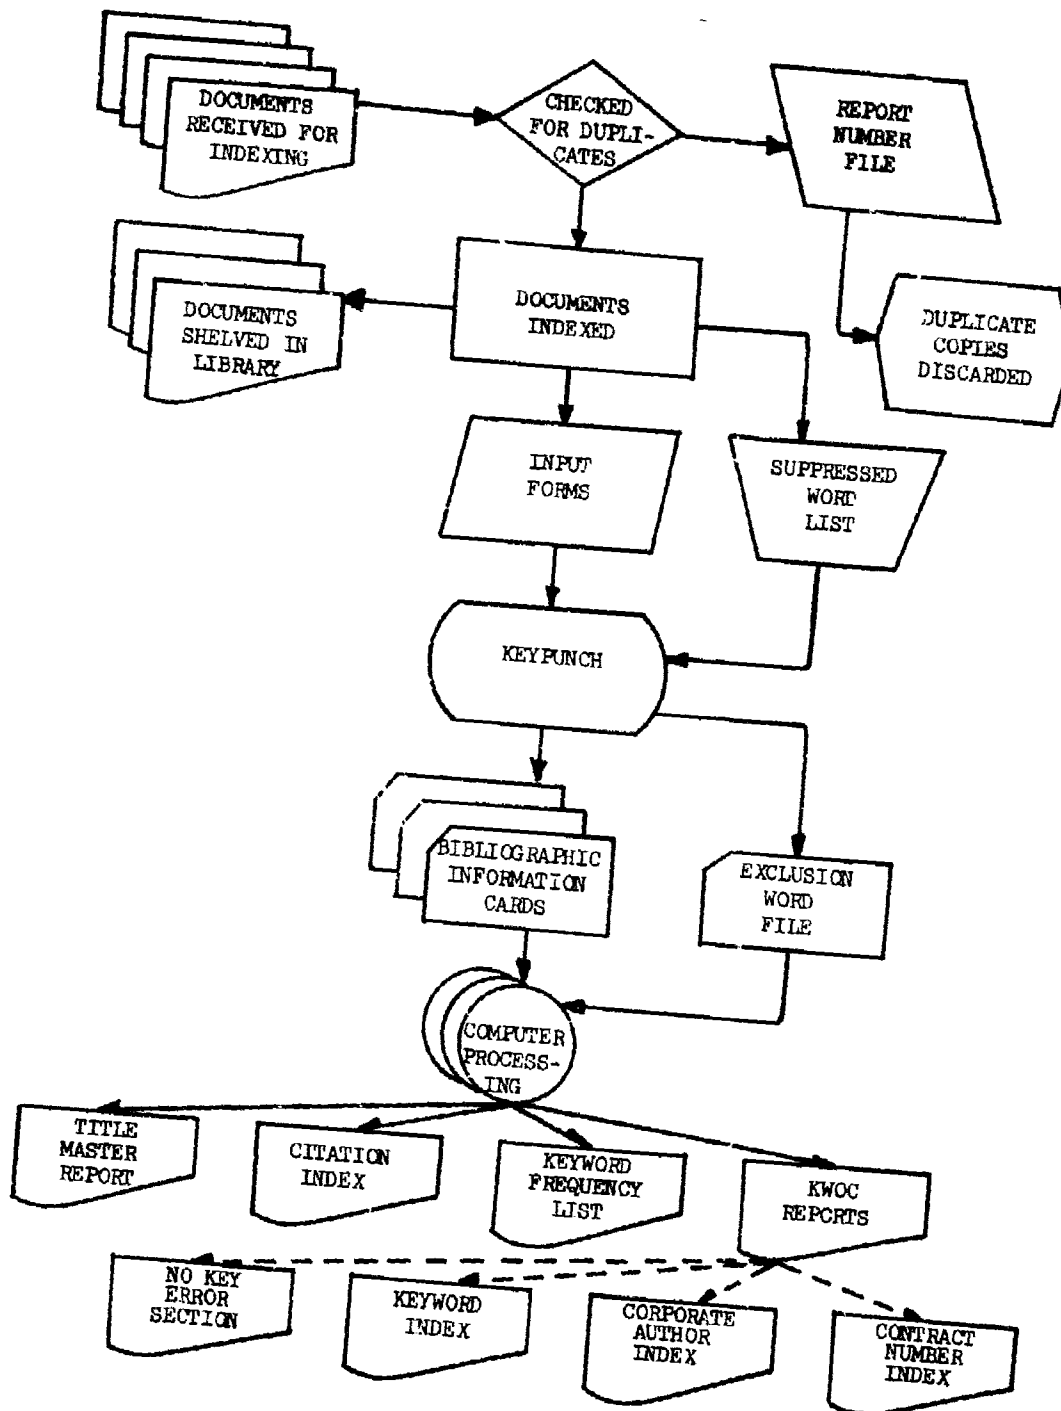 DOCUMENTS
RECEIVED FOR
INDEXING
CHECKED
FOR DUPLI-
CATES
REPORT
NUMBER
FILE
DOCUMENTS
SHELVED IN
LIBRARY
DOCUMENTS
INDEXED
DUPLICATE
COPIES
DISCARDED
INPUT
FORMS
SUPPRESSED
WORD
LIST
KEYPUNCH
BIBLIOGRAPHIC
INFORMATION
CARDS
EXCLUSION
WORD
FILE
COMPUTER
PROCESS-
ING
TITLE
MASTER
REPORT
CITATION
INDEX
KEYWORD
FREQUENCY
LIST
KWOC
REPORTS
NO KEY
ERROR
SECTION
KEYWORD
INDEX
CORPORATE
AUTHOR
INDEX
CONTRACT
NUMBER
INDEX